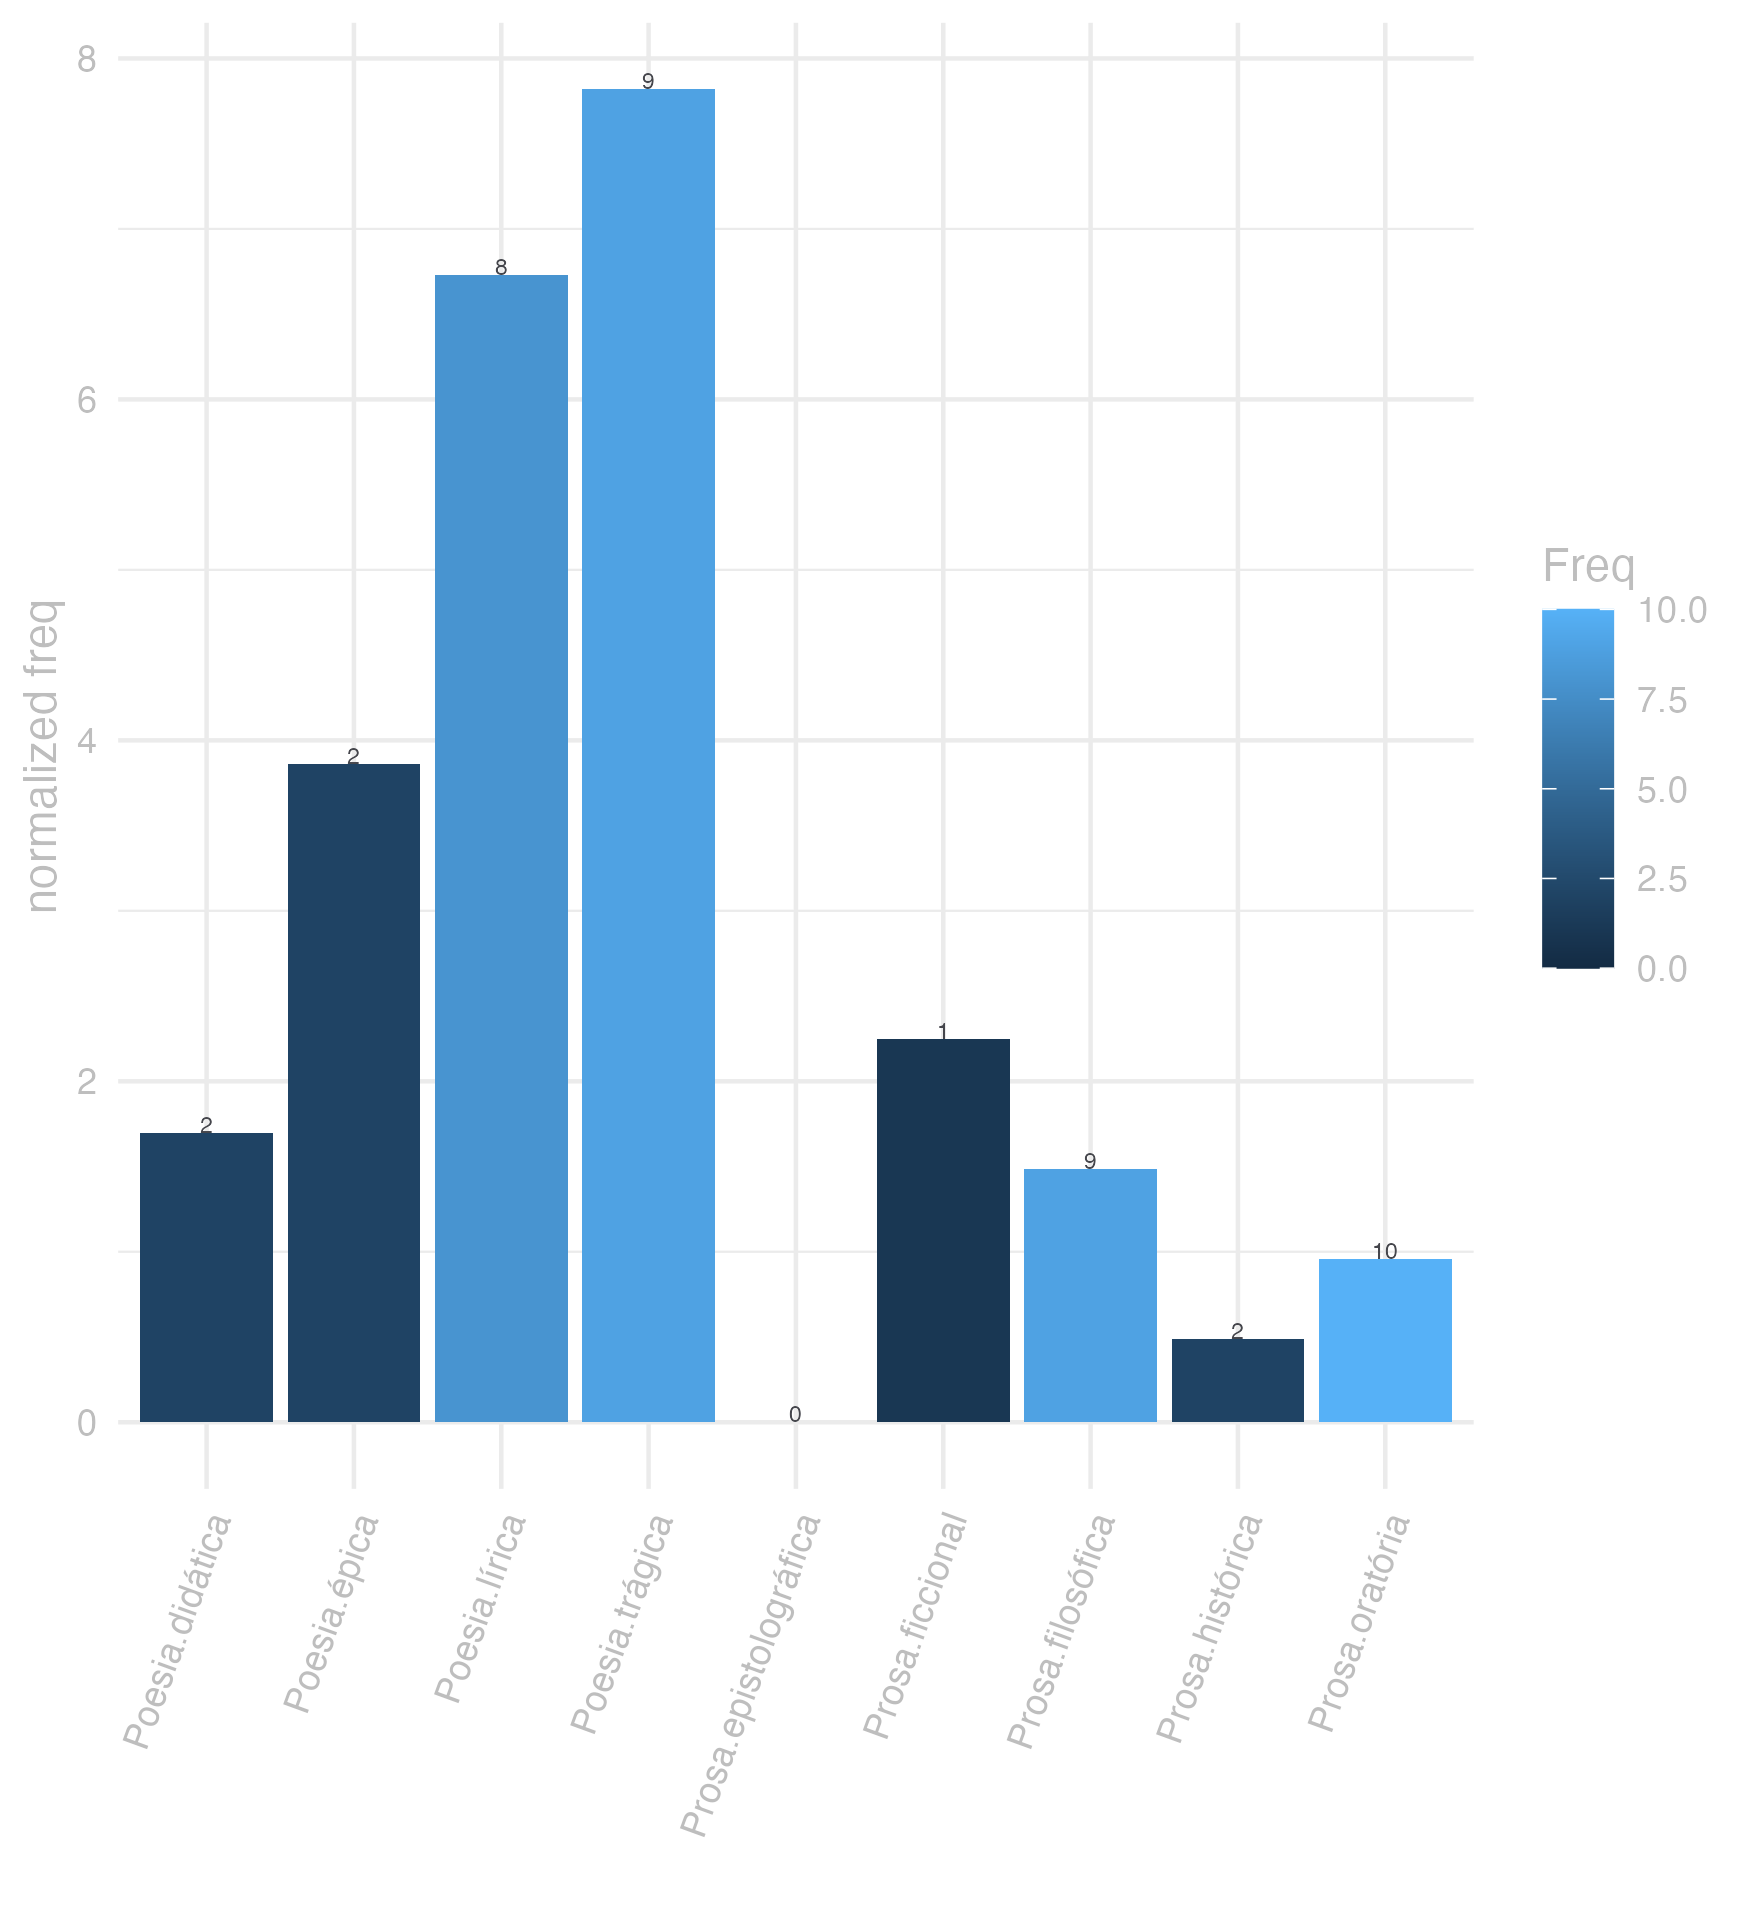 8
6
4
2
0
normalized freq
2
2
8
9
0
1
9
2
10
Poesia.didática
Poesia.épica
Poesia.lírica
Poesia.trágica
Prosa.epistolográfica
Prosa.ficcional
Prosa.filosófica
Prosa.histórica
Prosa.oratória
Freq
10.0
7.5
5.0
2.5
0.0